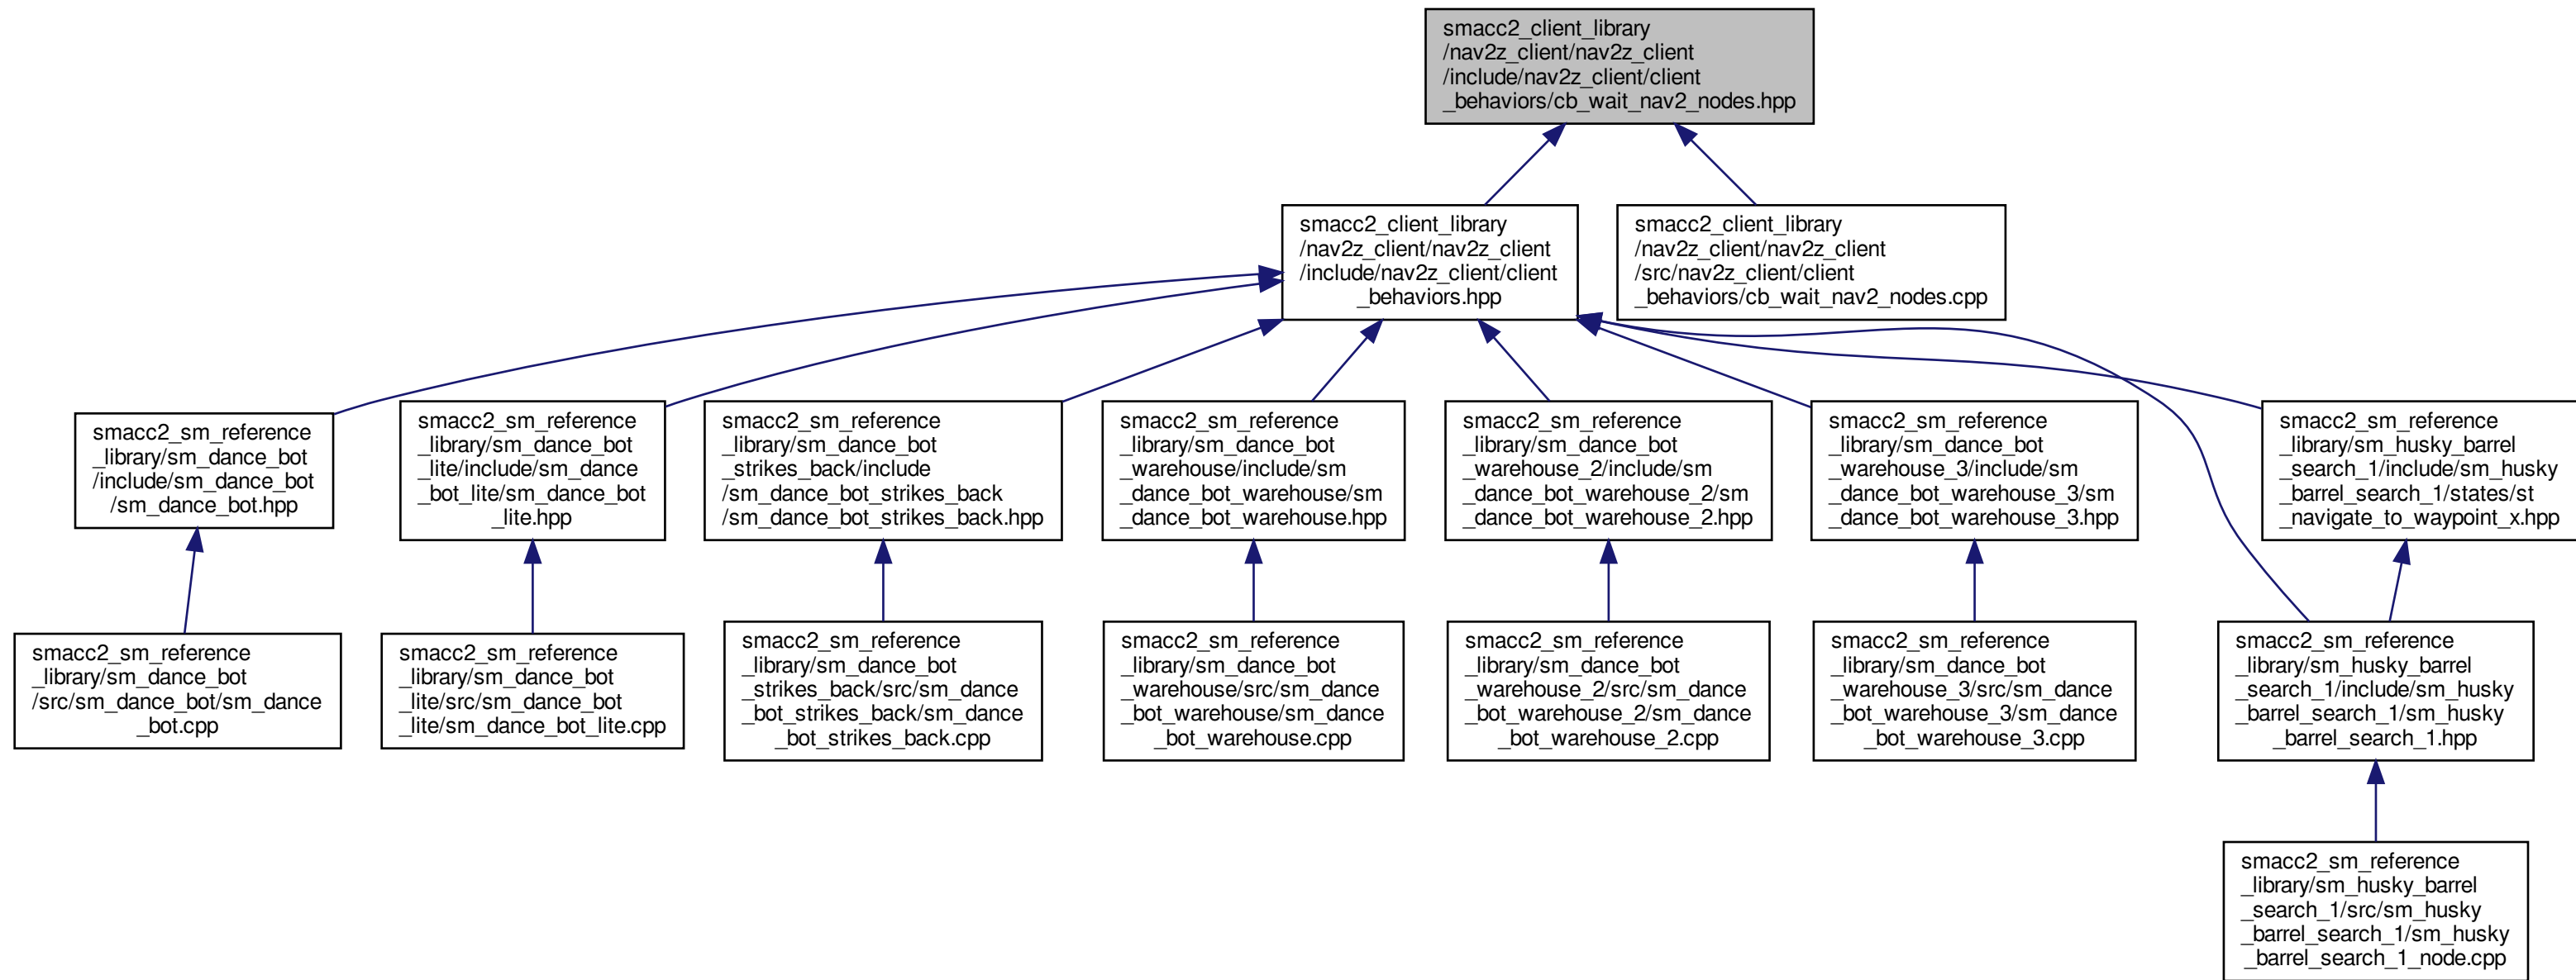 smacc2_client_library
/nav2z_client/nav2z_client
/include/nav2z_client/client
_behaviors/cb_wait_nav2_nodes.hpp
smacc2_client_library
/nav2z_client/nav2z_client
/include/nav2z_client/client
_behaviors.hpp
smacc2_client_library
/nav2z_client/nav2z_client
/src/nav2z_client/client
_behaviors/cb_wait_nav2_nodes.cpp
smacc2_sm_reference
_library/sm_dance_bot
/include/sm_dance_bot
/sm_dance_bot.hpp
smacc2_sm_reference
_library/sm_dance_bot
_lite/include/sm_dance
_bot_lite/sm_dance_bot
_lite.hpp
smacc2_sm_reference
_library/sm_dance_bot
_strikes_back/include
/sm_dance_bot_strikes_back
/sm_dance_bot_strikes_back.hpp
smacc2_sm_reference
_library/sm_dance_bot
_warehouse/include/sm
_dance_bot_warehouse/sm
_dance_bot_warehouse.hpp
smacc2_sm_reference
_library/sm_dance_bot
_warehouse_2/include/sm
_dance_bot_warehouse_2/sm
_dance_bot_warehouse_2.hpp
smacc2_sm_reference
_library/sm_dance_bot
_warehouse_3/include/sm
_dance_bot_warehouse_3/sm
_dance_bot_warehouse_3.hpp
smacc2_sm_reference
_library/sm_husky_barrel
_search_1/include/sm_husky
_barrel_search_1/states/st
_navigate_to_waypoint_x.hpp
smacc2_sm_reference
_library/sm_dance_bot
/src/sm_dance_bot/sm_dance
_bot.cpp
smacc2_sm_reference
_library/sm_dance_bot
_lite/src/sm_dance_bot
_lite/sm_dance_bot_lite.cpp
smacc2_sm_reference
_library/sm_dance_bot
_strikes_back/src/sm_dance
_bot_strikes_back/sm_dance
_bot_strikes_back.cpp
smacc2_sm_reference
_library/sm_dance_bot
_warehouse/src/sm_dance
_bot_warehouse/sm_dance
_bot_warehouse.cpp
smacc2_sm_reference
_library/sm_dance_bot
_warehouse_2/src/sm_dance
_bot_warehouse_2/sm_dance
_bot_warehouse_2.cpp
smacc2_sm_reference
_library/sm_dance_bot
_warehouse_3/src/sm_dance
_bot_warehouse_3/sm_dance
_bot_warehouse_3.cpp
smacc2_sm_reference
_library/sm_husky_barrel
_search_1/include/sm_husky
_barrel_search_1/sm_husky
_barrel_search_1.hpp
smacc2_sm_reference
_library/sm_husky_barrel
_search_1/src/sm_husky
_barrel_search_1/sm_husky
_barrel_search_1_node.cpp